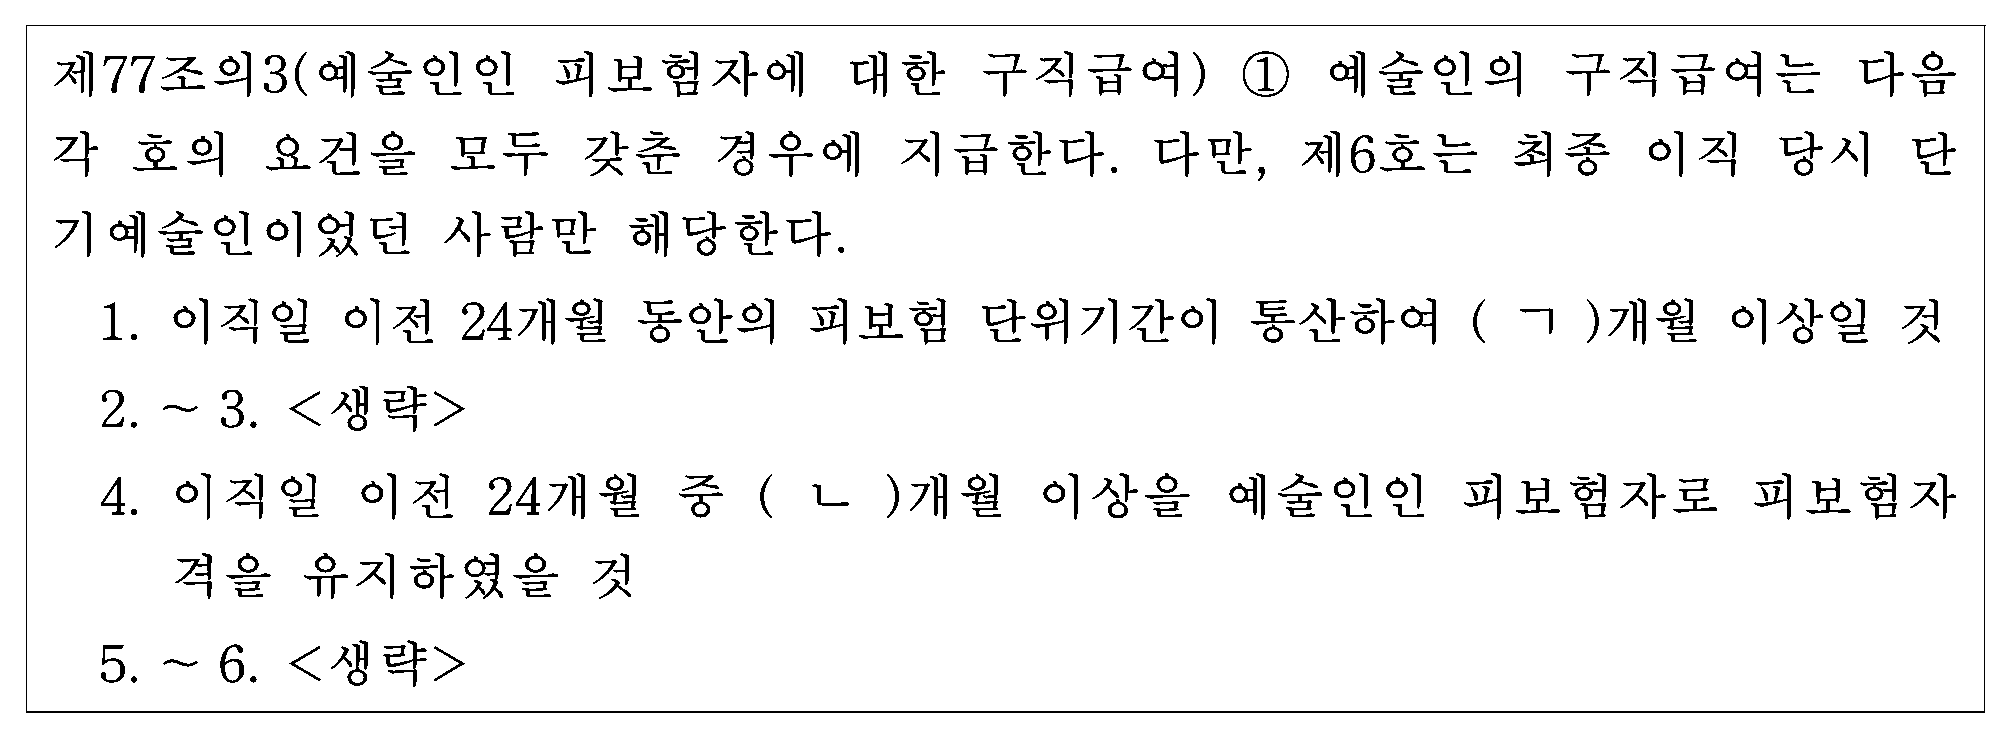 제77조의3(예술인인 피보험자에 대한 구직급여) ① 예술인의 구직급여는 다음
각 호의 요건을 모두 갖춘 경우에 지급한다. 다만, 제6호는 최종 이직 당시 단
기예술인이었던 사람만 해당한다.
1. 이직일 이전 24개월 동안의 피보험 단위기간이 통산하여 ( ㄱ )개월 이상일 것
2. ~ 3. <생략>
4. 이직일 이전 24개월 중 ( ㄴ )개월 이상을 예술인인 피보험자로 피보험자
격을 유지하였을 것
5. ~ 6. <생략>